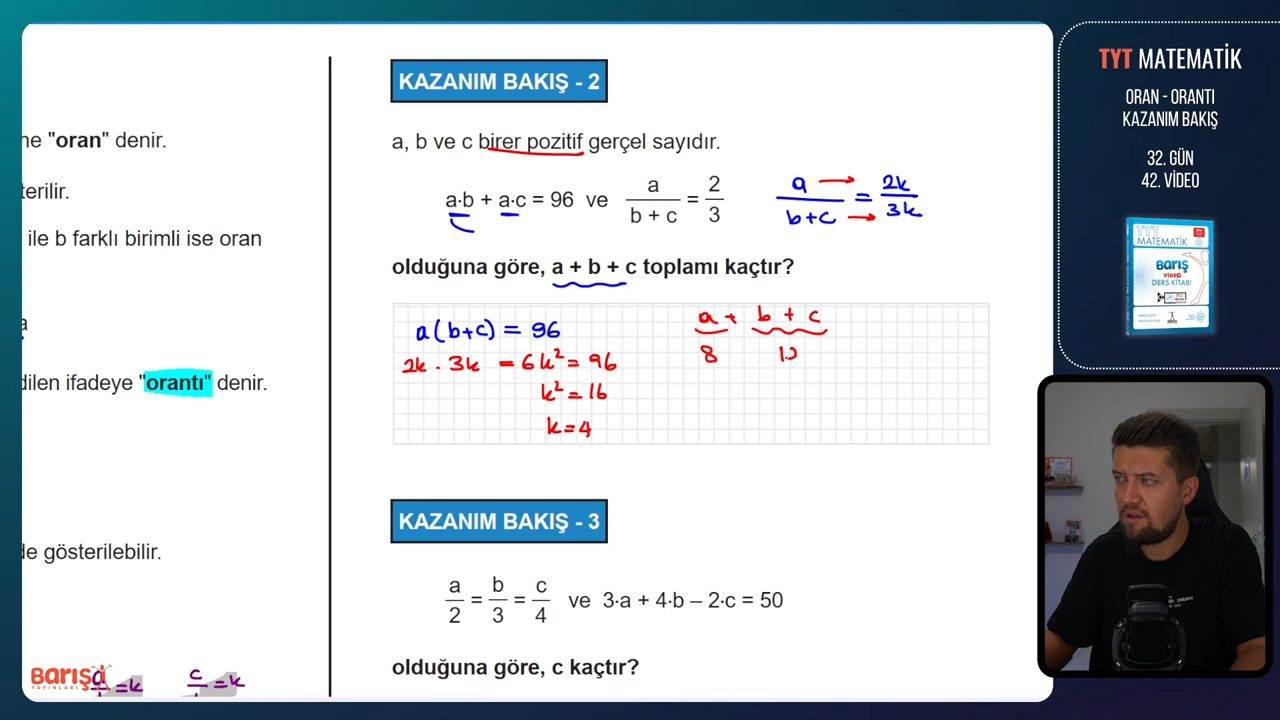 ne "oran" denir.
terilir.
ile b farklı birimli ise oran
a
dilen ifadeye "orantı" denir.
de gösterilebilir.
= k
c
= k
BARIŞ
YAYINLARI
KAZANIM BAKIŞ - 2
a, b ve c birer pozitif gerçel sayıdır.
a·b + a·c = 96 ve a / b + c = 2 / 3
a / b+c = 2k / 3k
olduğuna göre, a + b + c toplamı kaçtır?
a(b+c) = 96
2k . 3k = 6k² = 96
k² = 16
k = 4
a + b + c
8
KAZANIM BAKIŞ - 3
a / 2 = b / 3 = c / 4 ve 3·a + 4·b – 2·c = 50
olduğuna göre, c kaçtır?
TYT MATEMATİK
ORAN - ORANTI
KAZANIM BAKIŞ
32. GÜN
42. VİDEO
TYT
MATEMATİK
BARIŞ
VİDEO
DERS KİTABI